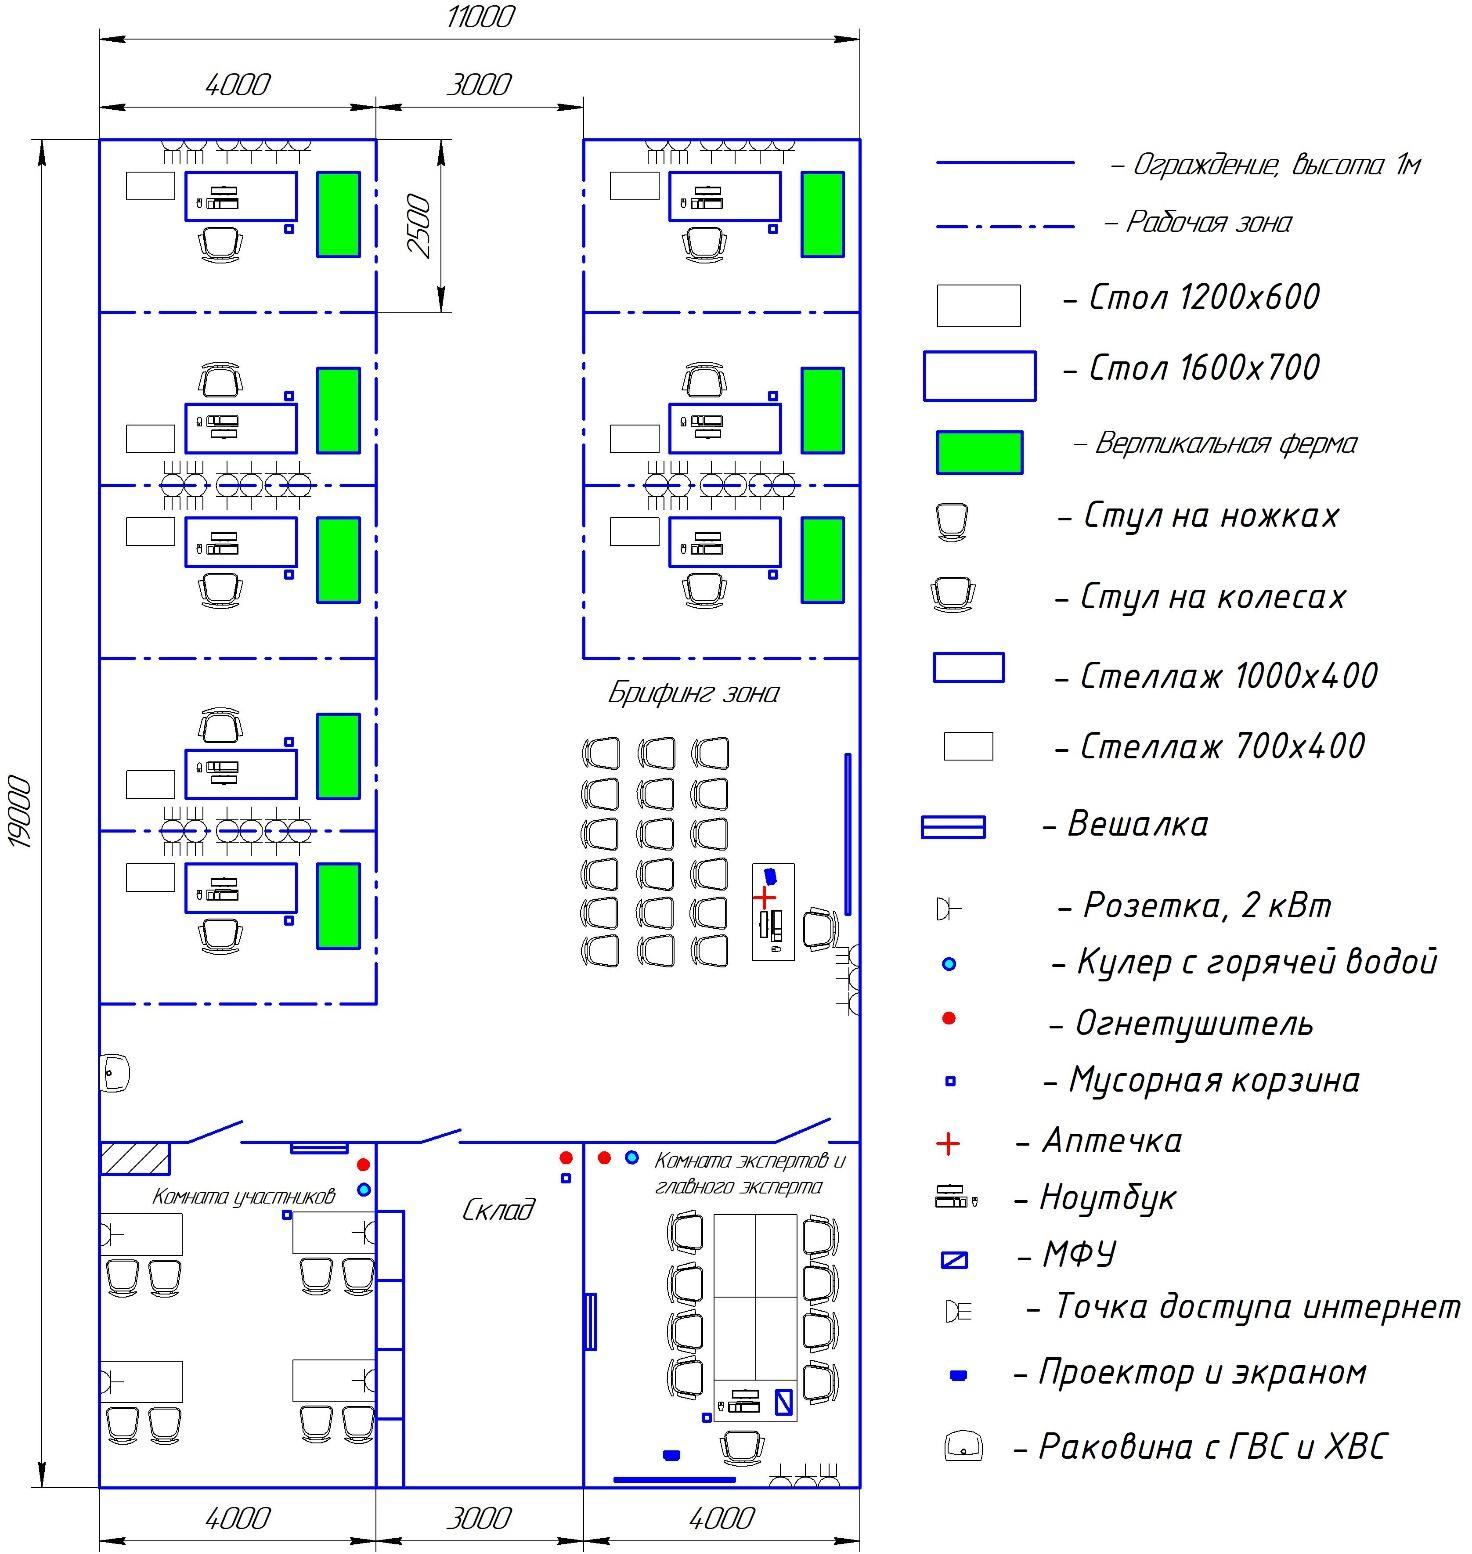 11000
4000
3000
2500
19000
Брифинг зона
Комната участников
Склад
Комната экспертов и
главного эксперта
4000
3000
4000
- Ограждение, высота 1м
- Рабочая зона
- Стол 1200х600
- Стол 1600х700
- Вертикальная ферма
- Стул на ножках
- Стул на колесах
- Стеллаж 1000х400
- Стеллаж 700х400
- Вешалка
- Розетка, 2 кВт
- Кулер с горячей водой
- Огнетушитель
- Мусорная корзина
- Аптечка
- Ноутбук
- МФУ
- Точка доступа интернет
- Проектор и экраном
- Раковина с ГВС и ХВС